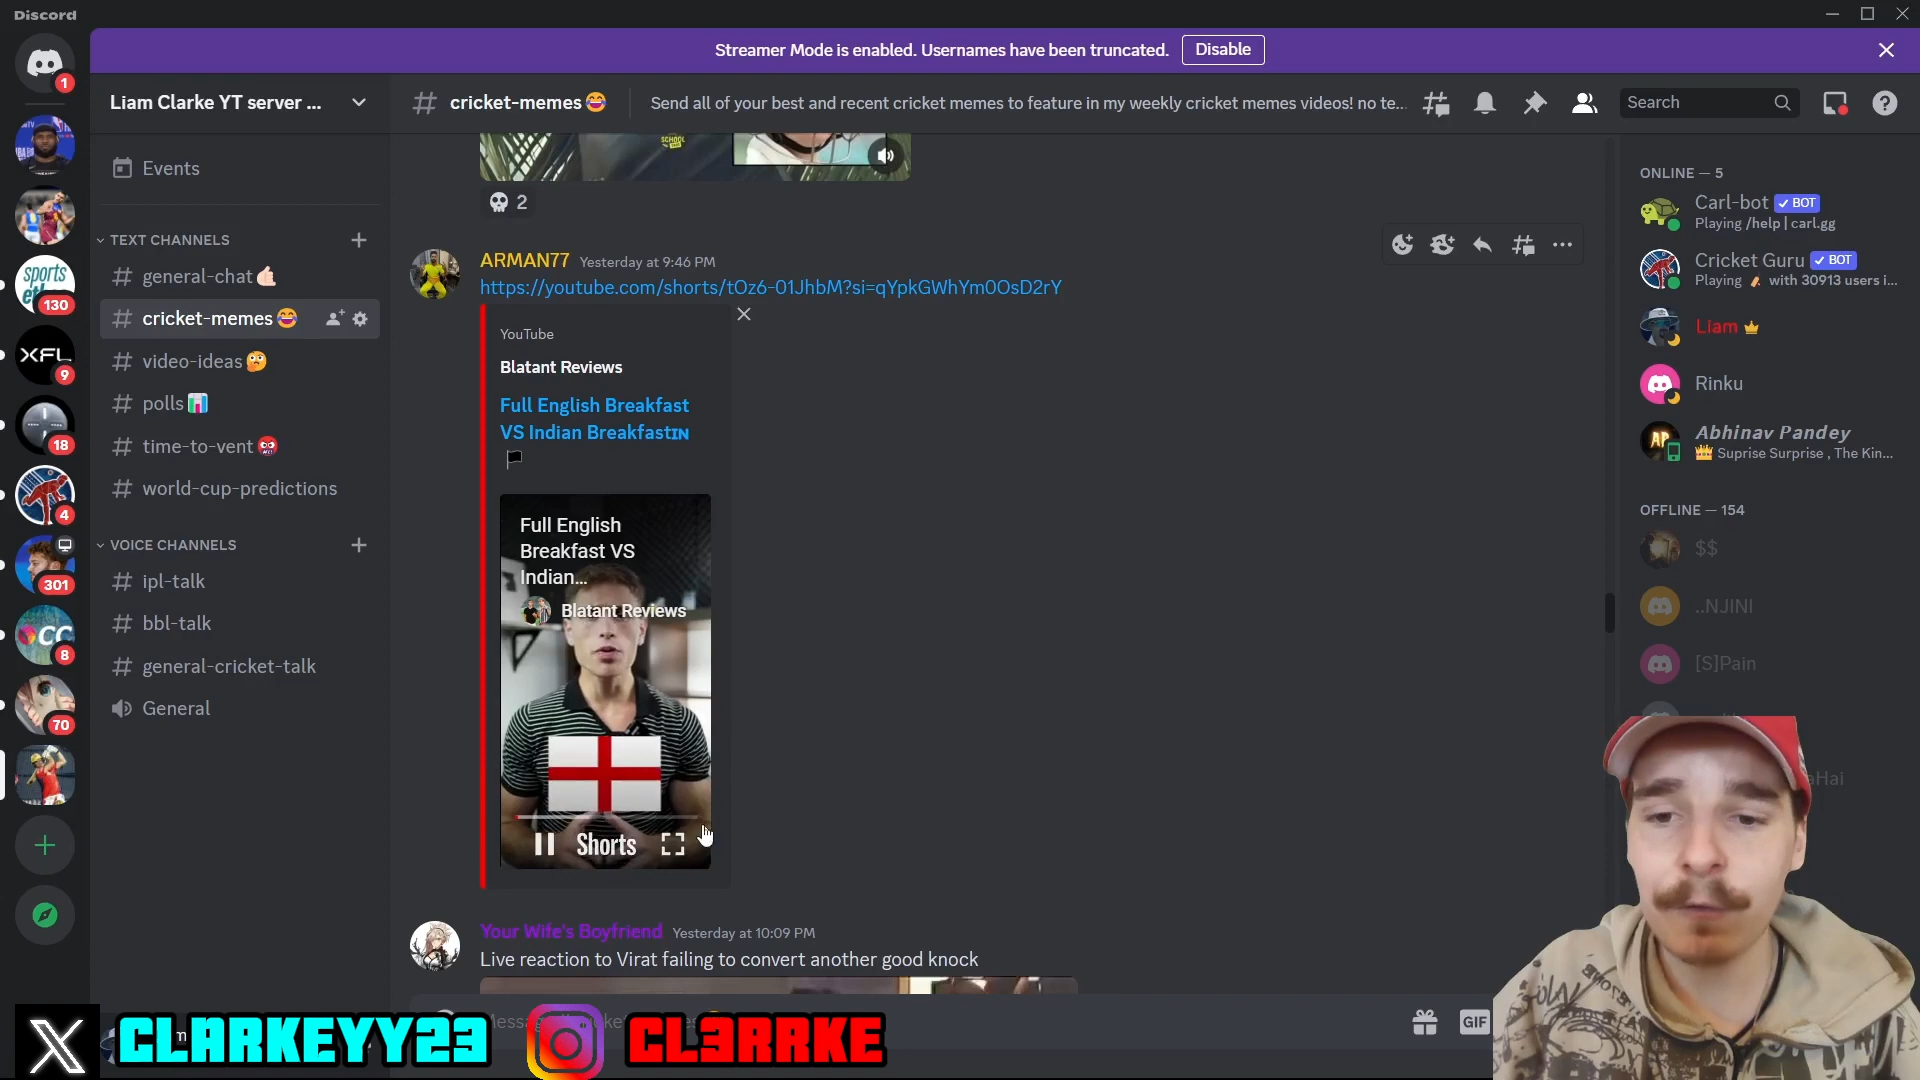 Discord
Streamer Mode is enabled. Usernames have been truncated.
Disable
1
Liam Clarke YT server ...
cricket-memes
Send all of your best and recent cricket memes to feature in my weekly cricket memes videos! no te...
Search
Events
TEXT CHANNELS
general-chat
cricket-memes
video-ideas
polls
time-to-vent
world-cup-predictions
VOICE CHANNELS
ipl-talk
bbl-talk
general-cricket-talk
General
sports
130
XFL
9
18
4
301
CC
8
70
2
ARMAN77 Yesterday at 9:46 PM
https://youtube.com/shorts/tOz6-01JhbM?si=qYpkGWhYm0OsD2rY
YouTube
Blatant Reviews
Full English Breakfast
VS Indian BreakfastIN
Full English
Breakfast VS
Indian...
Blatant Reviews
Shorts
Your Wife's Boyfriend Yesterday at 10:09 PM
Live reaction to Virat failing to convert another good knock
GIF
ONLINE — 5
Carl-bot BOT
Playing /help | carl.gg
Cricket Guru BOT
Playing with 30913 users i...
Liam
Rinku
AP
Abhinav Pandey
Suprise Surprise , The Kin...
OFFLINE — 154
$$
..NJINI
[S]Pain
aHai
X CLARKEYY23
CL3RRKE